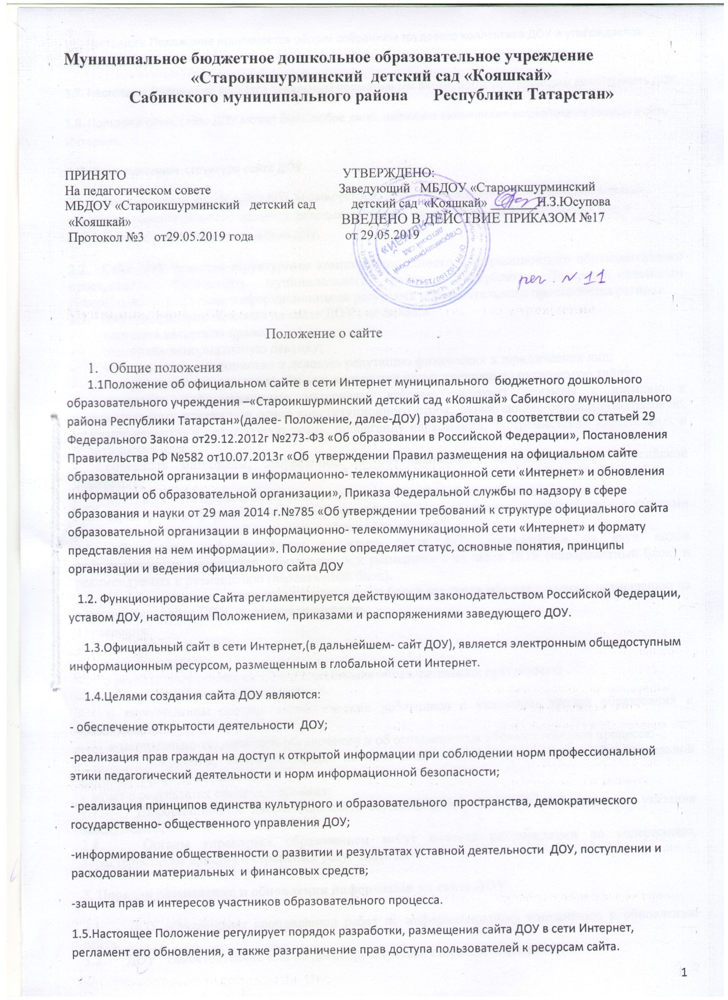 Муниципальное бюджетное дошкольное образовательное учреждение
«Староикшурминский детский сад «Кояшкай»
Сабинского муниципального района Республики Татарстан»
ПРИНЯТО
На педагогическом совете
МБДОУ «Староикшурминский детский сад
«Кояшкай»
Протокол №3 от29.05.2019 года
УТВЕРЖДЕНО:
Заведующий МБДОУ «Староикшурминский
детский сад «Кояшкай» _______Н.З.Юсупова
ВВЕДЕНО В ДЕЙСТВИЕ ПРИКАЗОМ №17
от 29.05.2019
рег. N 11
Положение о сайте
1. Общие положения
1.1Положение об официальном сайте в сети Интернет муниципального бюджетного дошкольного
образовательного учреждения –«Староикшурминский детский сад «Кояшкай» Сабинского муниципального
района Республики Татарстан»(далее- Положение, далее-ДОУ) разработана в соответствии со статьей 29
Федерального Закона от29.12.2012г №273-ФЗ «Об образовании в Российской Федерации», Постановления
Правительства РФ №582 от10.07.2013г «Об утверждении Правил размещения на официальном сайте
образовательной организации в информационно- телекоммуникационной сети «Интернет» и обновления
информации об образовательной организации», Приказа Федеральной службы по надзору в сфере
образования и науки от 29 мая 2014 г.№785 «Об утверждении требований к структуре официального сайта
образовательной организации в информационно- телекоммуникационной сети «Интернет» и формату
представления на нем информации». Положение определяет статус, основные понятия, принципы
организации и ведения официального сайта ДОУ
1.2. Функционирование Сайта регламентируется действующим законодательством Российской Федерации,
уставом ДОУ, настоящим Положением, приказами и распоряжениями заведующего ДОУ.
1.3.Официальный сайт в сети Интернет,(в дальнейшем- сайт ДОУ), является электронным общедоступным
информационным ресурсом, размещенным в глобальной сети Интернет.
1.4.Целями создания сайта ДОУ являются:
- обеспечение открытости деятельности ДОУ;
-реализация прав граждан на доступ к открытой информации при соблюдении норм профессиональной
этики педагогический деятельности и норм информационной безопасности;
- реализация принципов единства культурного и образовательного пространства, демократического
государственно- общественного управления ДОУ;
-информирование общественности о развитии и результатах уставной деятельности ДОУ, поступлении и
расходовании материальных и финансовых средств;
-защита прав и интересов участников образовательного процесса.
1.5.Настоящее Положение регулирует порядок разработки, размещения сайта ДОУ в сети Интернет,
регламент его обновления, а также разграничение прав доступа пользователей к ресурсам сайта.
1